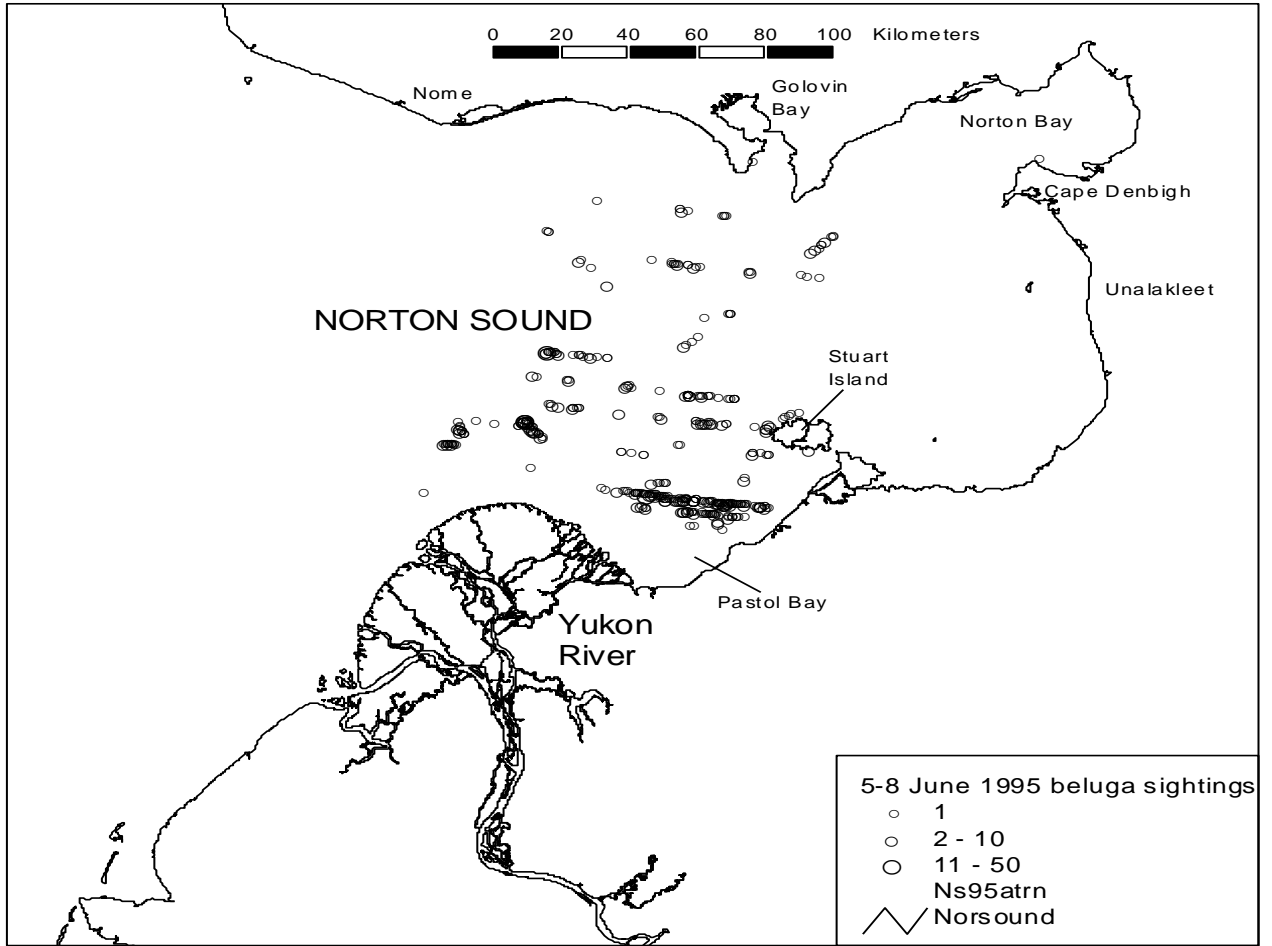 0 20 40 60 80 100 Kilometers
Nome
Golovin
Bay
Norton Bay
Cape Denbigh
Unalakleet
NORTON SOUND
Stuart
Island
Pastol Bay
Yukon
River
5-8 June 1995 beluga sightings
1
2 - 10
11 - 50
Ns95atrn
Norsound